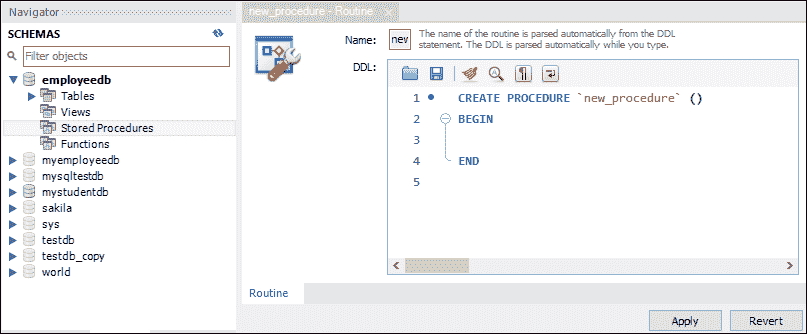 Navigator
SCHEMAS
Filter objects
employeedb
Tables
Views
Stored Procedures
Functions
myemployeedb
mysqltestdb
mystudentdb
sakila
sys
testdb
testdb_copy
world
new_procedure - Routine
Name: new The name of the routine is parsed automatically from the DDL
statement. The DDL is parsed automatically while you type.
DDL:
1 CREATE PROCEDURE `new_procedure` ()
2 BEGIN
3
4 END
5
Routine
Apply Revert